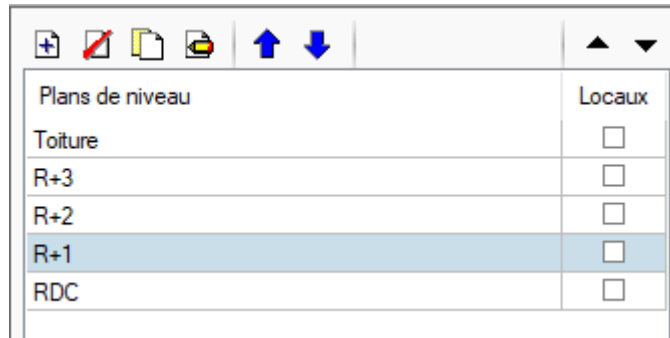 Plans de niveau Locaux
Toiture
R+3
R+2
R+1
RDC